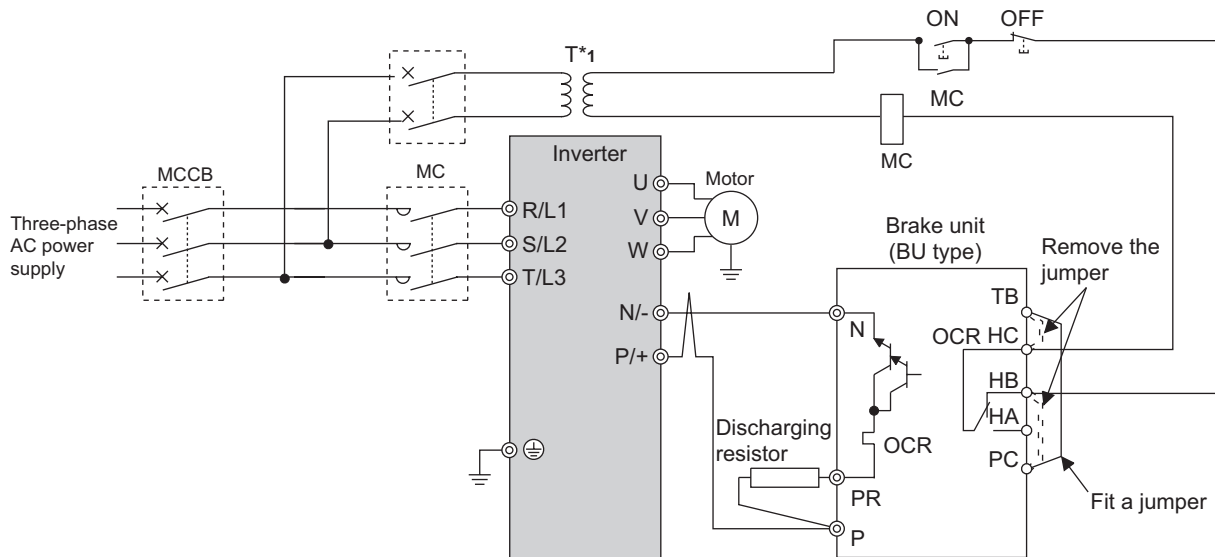 ON
OFF
T*1
MC
MC
Inverter
MCCB
MC
U
Motor
R/L1
V
M
Three-phase
AC power
supply
S/L2
W
Brake unit
(BU type)
Remove the
jumper
T/L3
TB
N/-
N
OCR
HC
P/+
HB
HA
Discharging
resistor
OCR
PC
PR
Fit a jumper
P